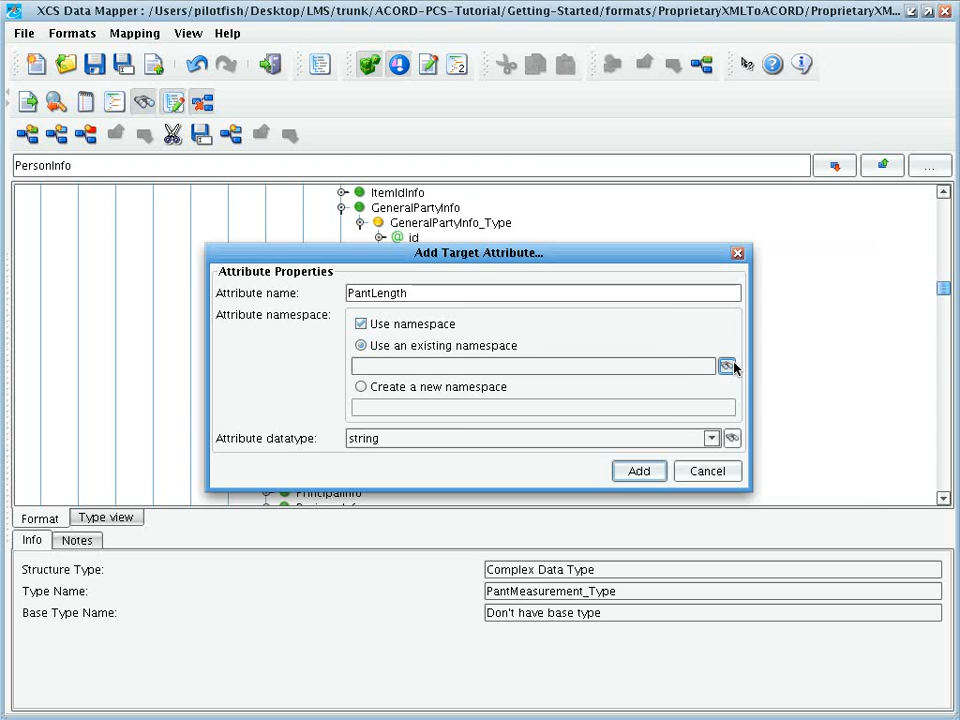 XCS Data Mapper : /Users/pilotfish/Desktop/LMS/trunk/ACORD-PCS-Tutorial/Getting-Started/formats/ProprietaryXMLToACORD/ProprietaryXM...
File Formats Mapping View Help
PersonInfo
...
ItemIdInfo
GeneralPartyInfo
GeneralPartyInfo_Type
@ id
Add Target Attribute...
Attribute Properties
Attribute name: PantLength
Attribute namespace:
Use namespace
Use an existing namespace
Create a new namespace
Attribute datatype: string
Add Cancel
PrincipalInfo
Format Type view
Info Notes
Structure Type: Complex Data Type
Type Name: PantMeasurement_Type
Base Type Name: Don't have base type